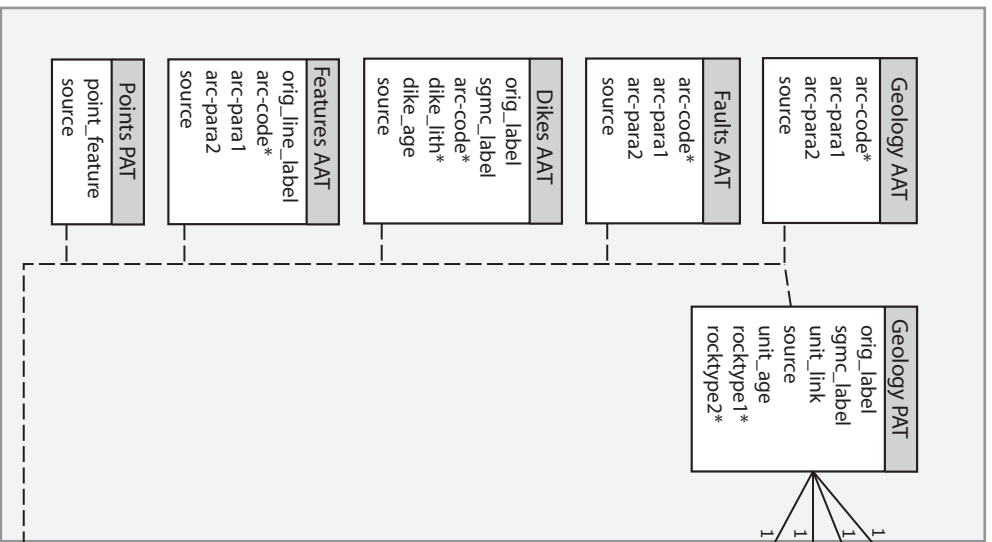 Geology AAT
arc-code*
arc-para1
arc-para2
source
Faults AAT
arc-code*
arc-para1
arc-para2
source
Dikes AAT
orig_label
sgmc_label
arc-code*
dike_lith*
dike_age
source
Features AAT
orig_line_label
arc-code*
arc-para1
arc-para2
source
Points PAT
point_feature
source
Geology PAT
orig_label
sgmc_label
unit_link
source
unit_age
rocktype1*
rocktype2*
1
1
1
1